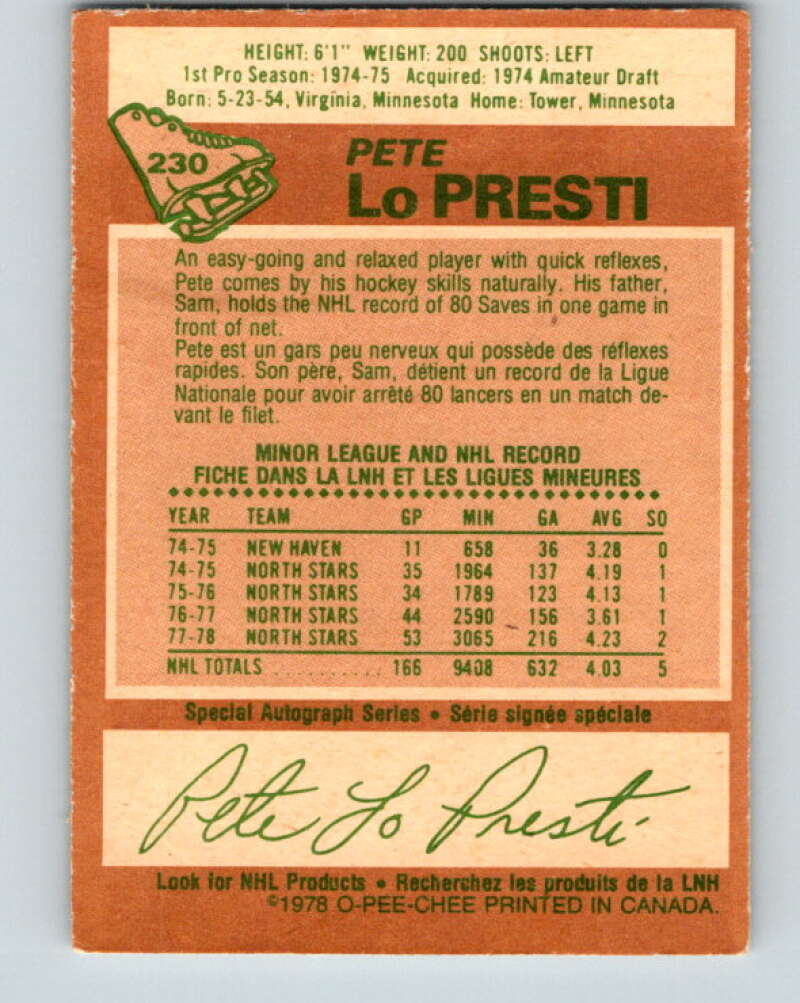 HEIGHT: 6'1" WEIGHT: 200 SHOOTS: LEFT
1st Pro Season: 1974-75 Acquired: 1974 Amateur Draft
Born: 5-23-54, Virginia, Minnesota Home: Tower, Minnesota
230
PETE
Lo PRESTI
An easy-going and relaxed player with quick reflexes,
Pete comes by his hockey skills naturally. His father,
Sam, holds the NHL record of 80 Saves in one game in
front of net.
Pete est un gars peu nerveux qui possède des réflexes
rapides. Son père, Sam, détient un record de la Ligue
Nationale pour avoir arrêté 80 lancers en un match de-
vant le filet.
MINOR LEAGUE AND NHL RECORD
FICHE DANS LA LNH ET LES LIGUES MINEURES
YEAR TEAM GP MIN GA AVG SO
74-75 NEW HAVEN 11 658 36 3.28 0
74-75 NORTH STARS 35 1964 137 4.19 1
75-76 NORTH STARS 34 1789 123 4.13 1
76-77 NORTH STARS 44 2590 156 3.61 1
77-78 NORTH STARS 53 3065 216 4.23 2
NHL TOTALS .......... 166 9408 632 4.03 5
Special Autograph Series • Série signée spéciale
Pete Lo Presti
Look for NHL Products • Recherchez les produits de la LNH
©1978 O-PEE-CHEE PRINTED IN CANADA.